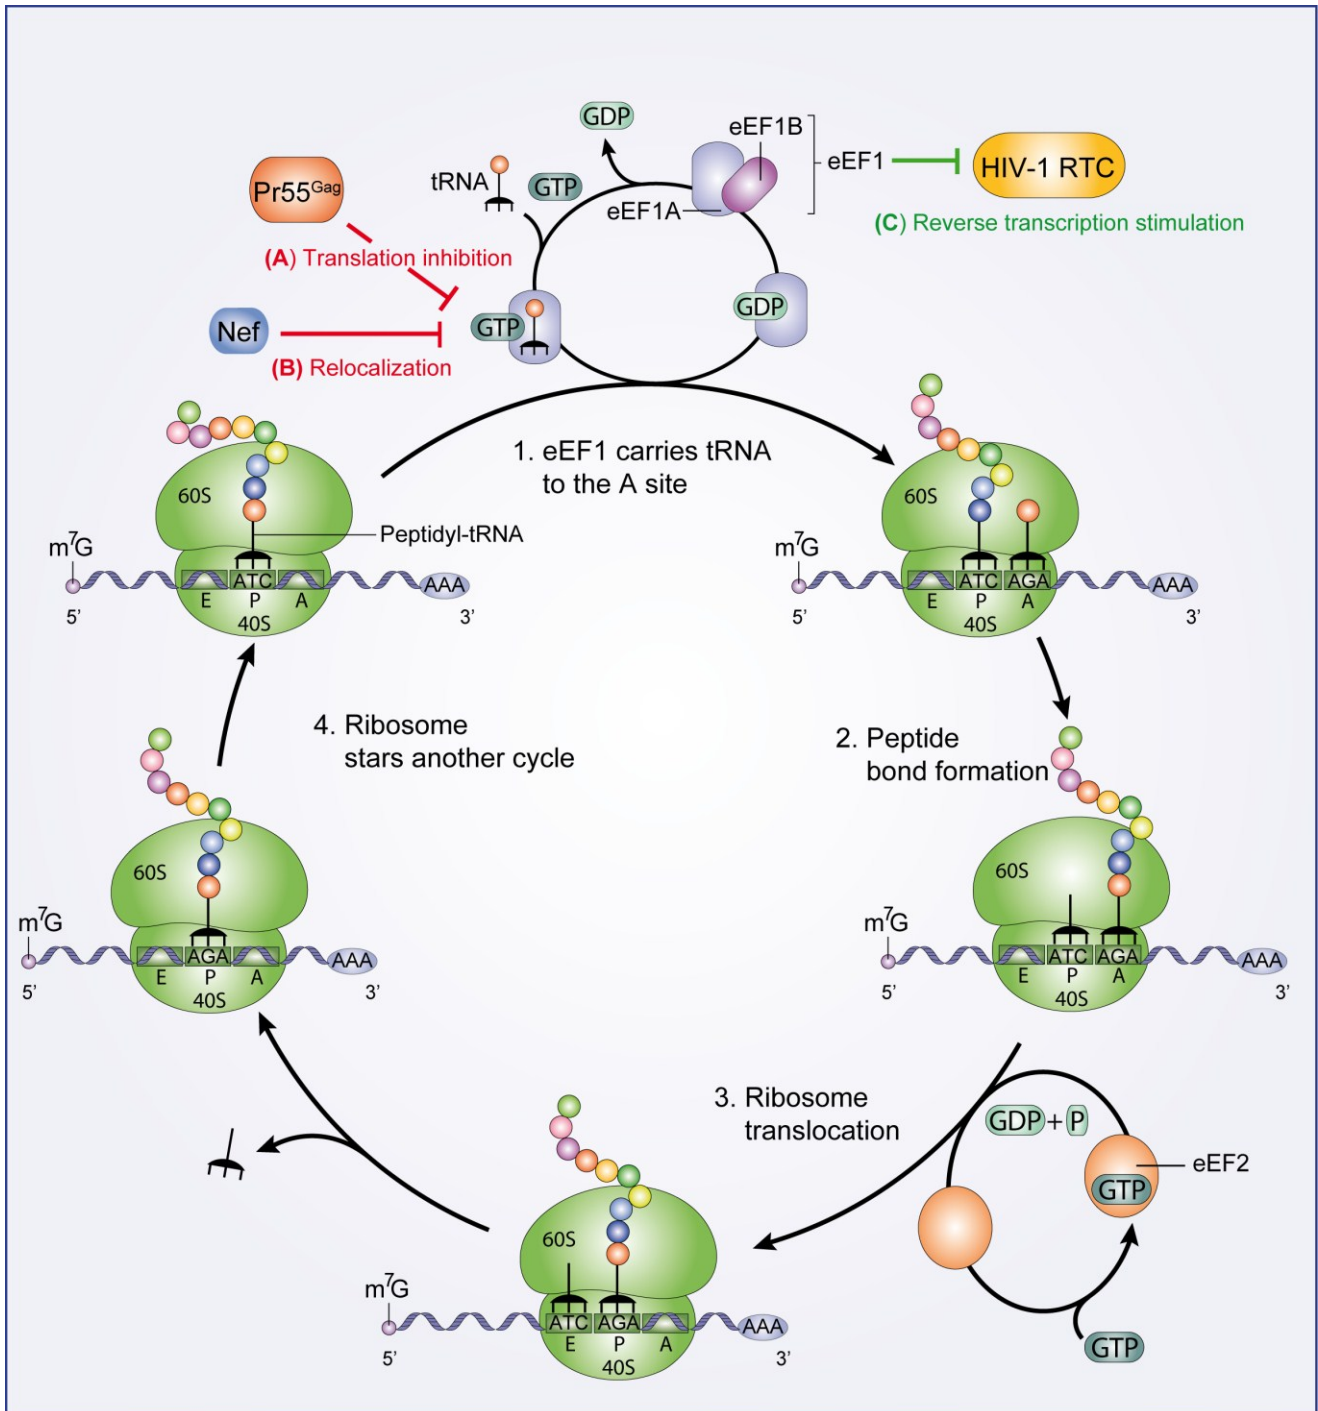 GDP
eEF1B
eEF1
HIV-1 RTC
Pr55Gag
tRNA
GTP
eEF1A
(C) Reverse transcription stimulation
(A) Translation inhibition
GDP
Nef
GTP
(B) Relocalization
1. eEF1 carries tRNA
to the A site
60S
Peptidyl-tRNA
m7G
ATC
AAA
E P A
5'
40S
3'
60S
m7G
ATC AGA
AAA
E P A
5'
40S
3'
4. Ribosome
stars another cycle
2. Peptide
bond formation
60S
m7G
AGA
AAA
E P A
5'
40S
3'
60S
m7G
ATC AGA
AAA
E P A
5'
40S
3'
3. Ribosome
translocation
GDP + P
eEF2
GTP
60S
m7G
ATC AGA
AAA
E P A
5'
40S
3'
GTP